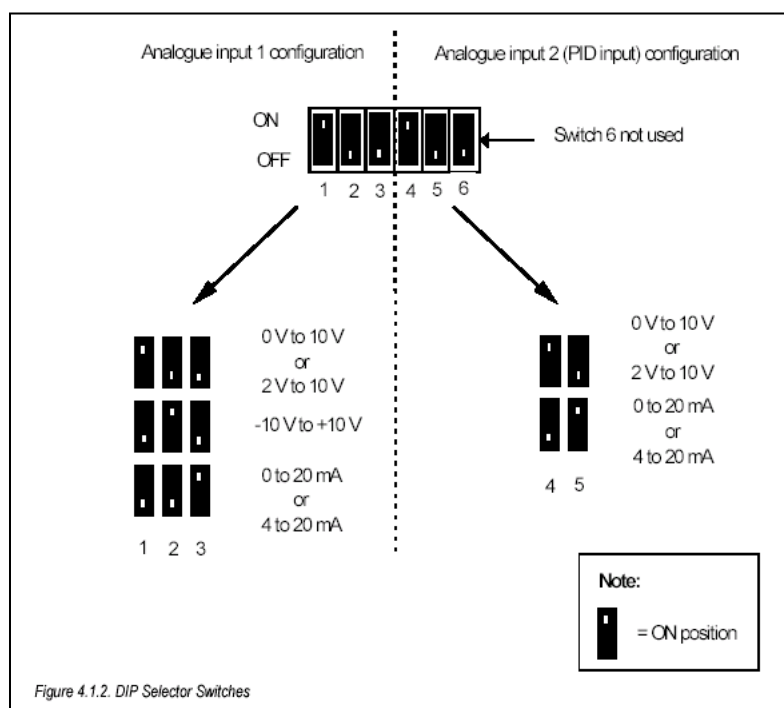 Analogue input 1 configuration
Analogue input 2 (PID input) configuration
ON
OFF
Switch 6 not used
1 2 3 4 5 6
0 V to 10 V
or
2 V to 10 V
-10 V to +10 V
0 to 20 mA
or
4 to 20 mA
1 2 3
0 V to 10 V
or
2 V to 10 V
0 to 20 mA
or
4 to 20 mA
4 5
Note:
= ON position
Figure 4.1.2. DIP Selector Switches